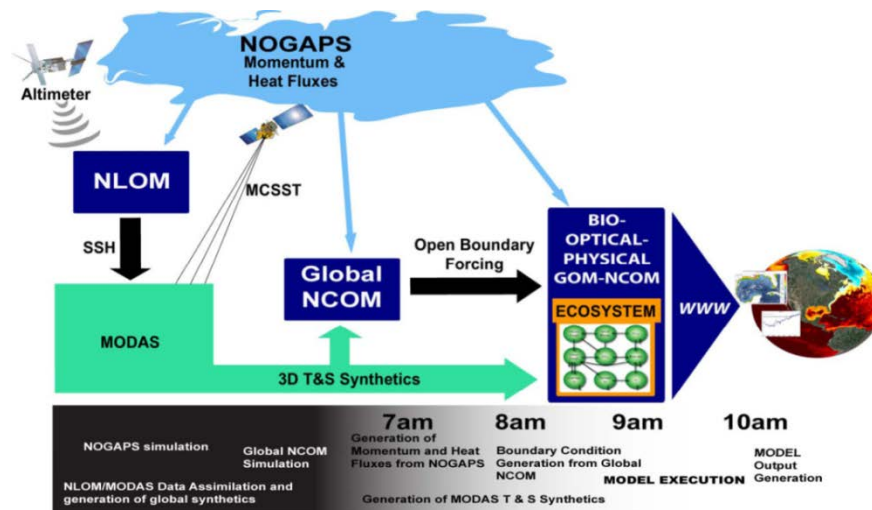 NOGAPS
Momentum &
Heat Fluxes
Altimeter
NLOM
MCSST
SSH
MODAS
Global
NCOM
Open Boundary
Forcing
BIO-
OPTICAL-
PHYSICAL
GOM-NCOM
ECOSYSTEM
WWW
3D T&S Synthetics
7am
8am
9am
10am
NOGAPS simulation
Global NCOM
Simulation
Generation of
Momentum and Heat
Fluxes from NOGAPS
Boundary Condition
Generation from Global
NCOM
MODEL EXECUTION
MODEL
Output
Generation
NLOM/MODAS Data Assimilation and
generation of global synthetics
Generation of MODAS T & S Synthetics